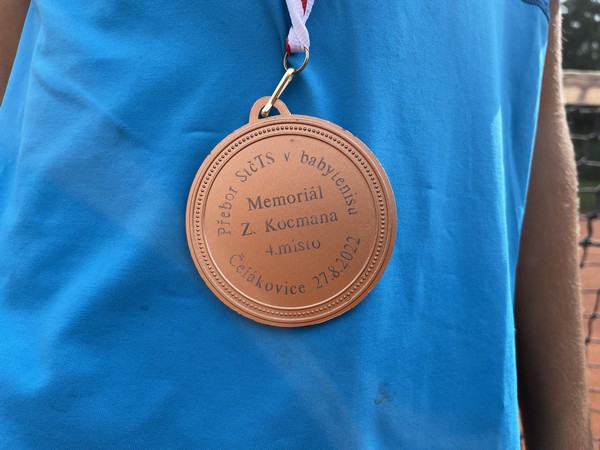 Přebor StčTS v babytenisu
Memoriál
Z. Kocmana
4.místo
Čelákovice 27.8.2022